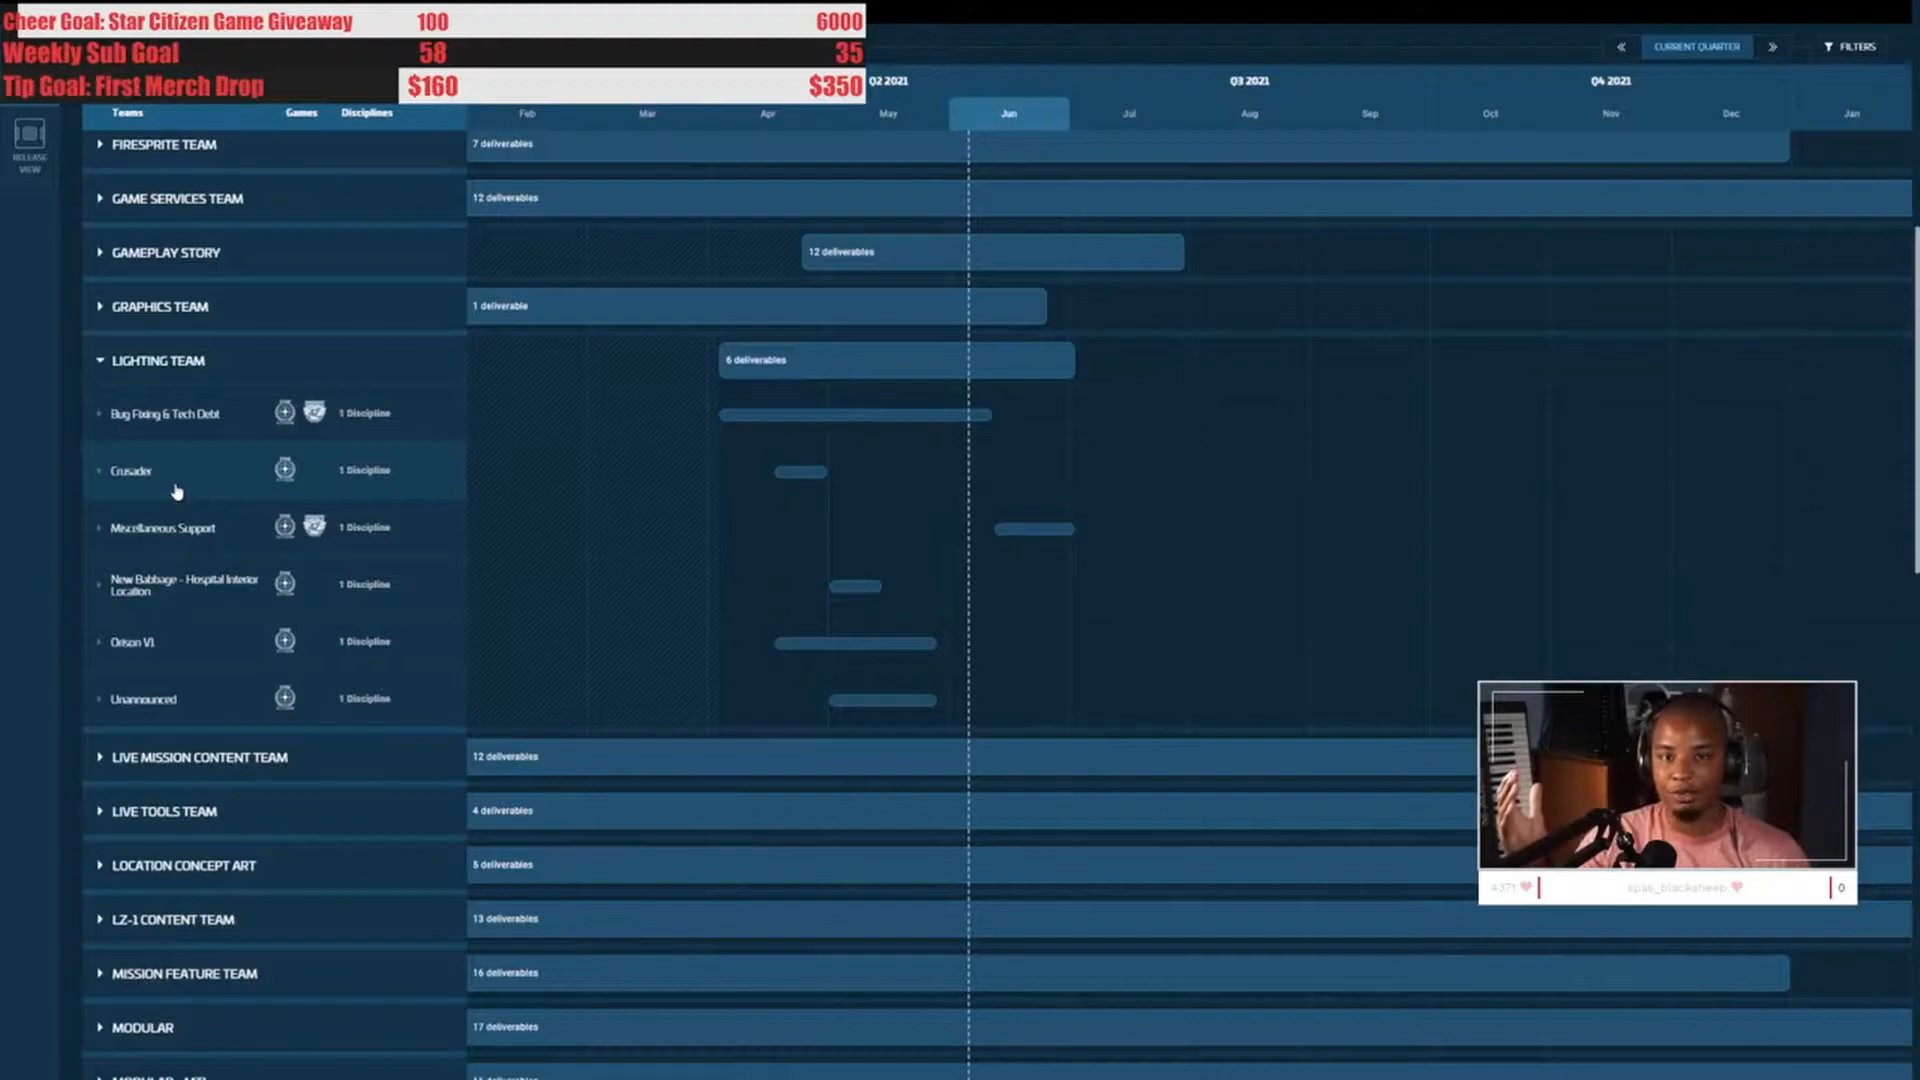 Cheer Goal: Star Citizen Game Giveaway 100 6000
Weekly Sub Goal 58 35
Tip Goal: First Merch Drop $160 $350
CURRENT QUARTER FILTERS
Q2 2021 Q3 2021 Q4 2021
Teams Games Disciplines Feb Mar Apr May Jun Jul Aug Sep Oct Nov Dec Jan
RELEASE
VIEW
FIRESPRITE TEAM 7 deliverables
GAME SERVICES TEAM 12 deliverables
GAMEPLAY STORY 12 deliverables
GRAPHICS TEAM 1 deliverable
LIGHTING TEAM 6 deliverables
Bug Fixing & Tech Debt 1 Discipline
Crusader 1 Discipline
Miscellaneous Support 1 Discipline
New Babbage - Hospital Interior
Location 1 Discipline
Orison V1 1 Discipline
Unannounced 1 Discipline
LIVE MISSION CONTENT TEAM 12 deliverables
LIVE TOOLS TEAM 4 deliverables
LOCATION CONCEPT ART 5 deliverables
4371 spas_blacksheep 0
LZ-1 CONTENT TEAM 13 deliverables
MISSION FEATURE TEAM 16 deliverables
MODULAR 17 deliverables